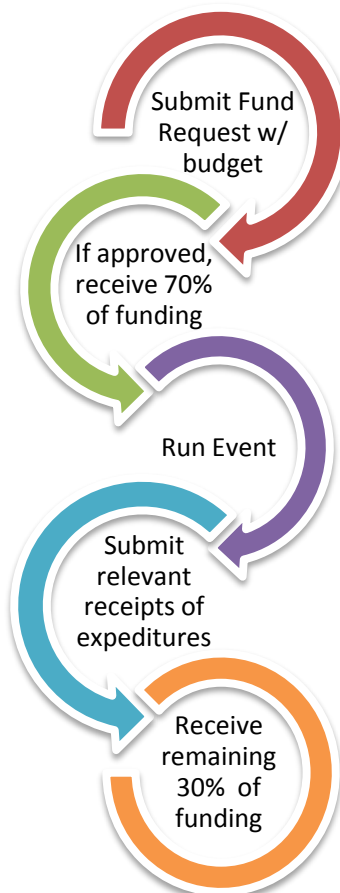 Submit Fund
Request w/
budget
If approved,
receive 70%
of funding
Run Event
Submit
relevant
receipts of
expeditures
Receive
remaining
30% of
funding